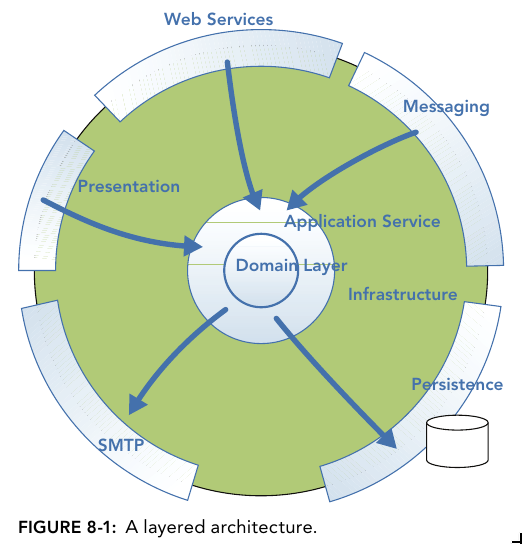 Web Services
Messaging
Presentation
Application Service
Domain Layer
Infrastructure
Persistence
SMTP
FIGURE 8-1: A layered architecture.